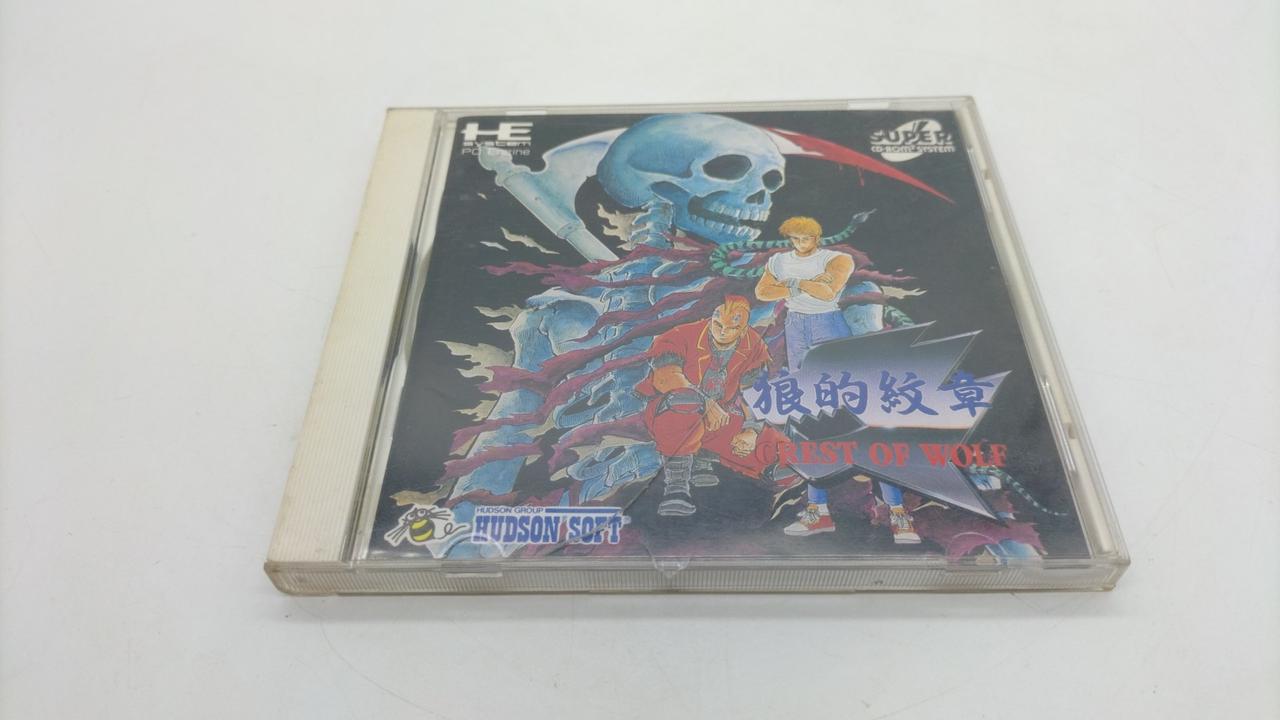 HE
system
PC Engine
SUPER
CD-ROM² SYSTEM
狼的紋章
CREST OF WOLF
HUDSON GROUP
HUDSON SOFT